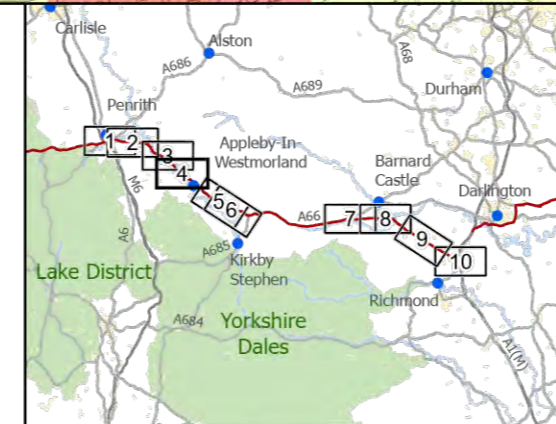 Carlisle
Alston
A686
A68
A689
Durham
Penrith
1
2
3
4
5
6
Appleby-In-
Westmorland
Barnard
Castle
Darlington
M6
A66
7
8
9
10
A6
A685
Kirkby
Stephen
Lake District
Richmond
A684
Yorkshire
Dales
A1(M)